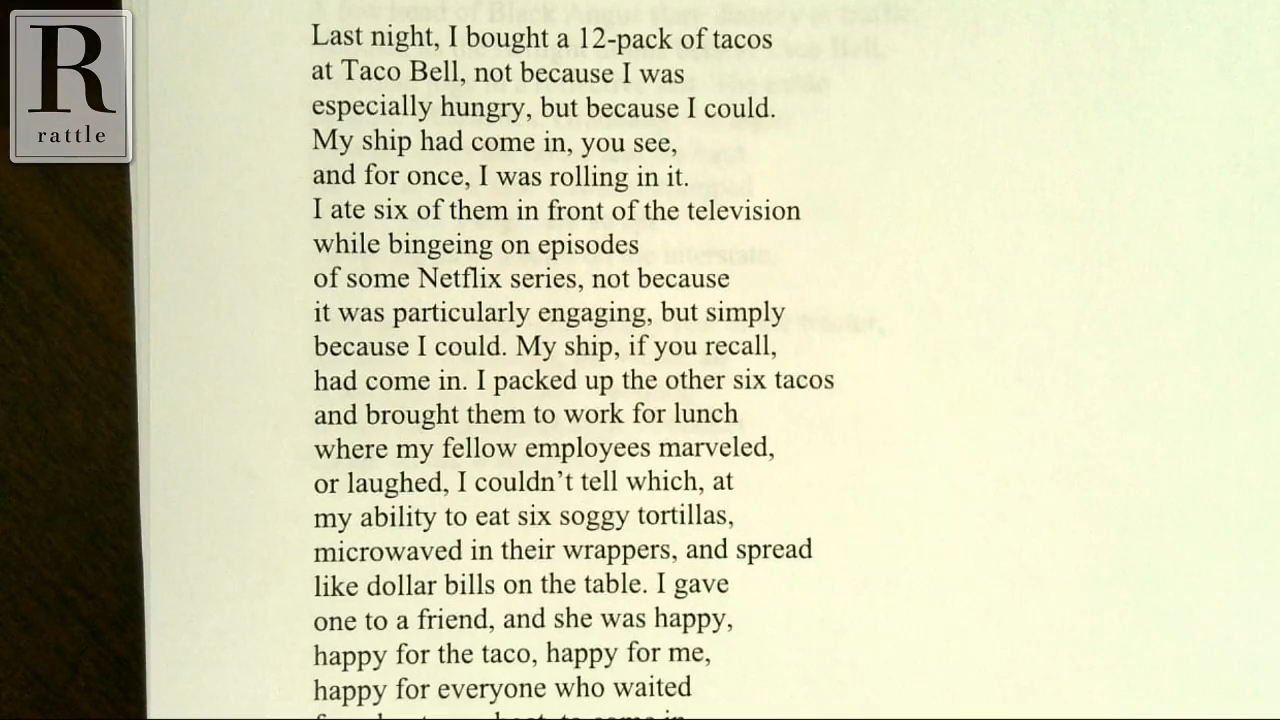 R
rattle
Last night, I bought a 12-pack of tacos
at Taco Bell, not because I was
especially hungry, but because I could.
My ship had come in, you see,
and for once, I was rolling in it.
I ate six of them in front of the television
while bingeing on episodes
of some Netflix series, not because
it was particularly engaging, but simply
because I could. My ship, if you recall,
had come in. I packed up the other six tacos
and brought them to work for lunch
where my fellow employees marveled,
or laughed, I couldn’t tell which, at
my ability to eat six soggy tortillas,
microwaved in their wrappers, and spread
like dollar bills on the table. I gave
one to a friend, and she was happy,
happy for the taco, happy for me,
happy for everyone who waited